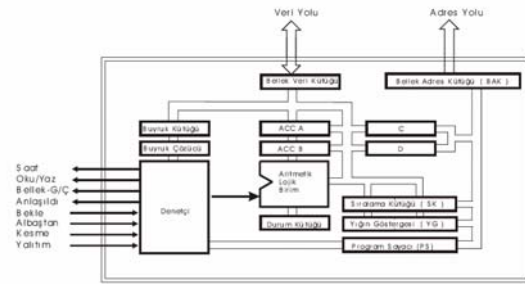 Veri Yolu
Adres Yolu
Bellek Veri Kütüğü
Bellek Adres Kütüğü ( BAK )
Buyruk Kütüğü
ACC A
C
Buyruk Çözücü
ACC B
D
Saat
Oku/Yaz
Bellek-G/Ç
Anlaşıldı
Bekle
Albaştan
Kesme
Yalıtım
Denetçi
Aritmetik
Lojik
Birim
Durum Kütüğü
Sıralama Kütüğü ( SK )
Yığın Göstergesi ( YG )
Program Sayacı (PS)